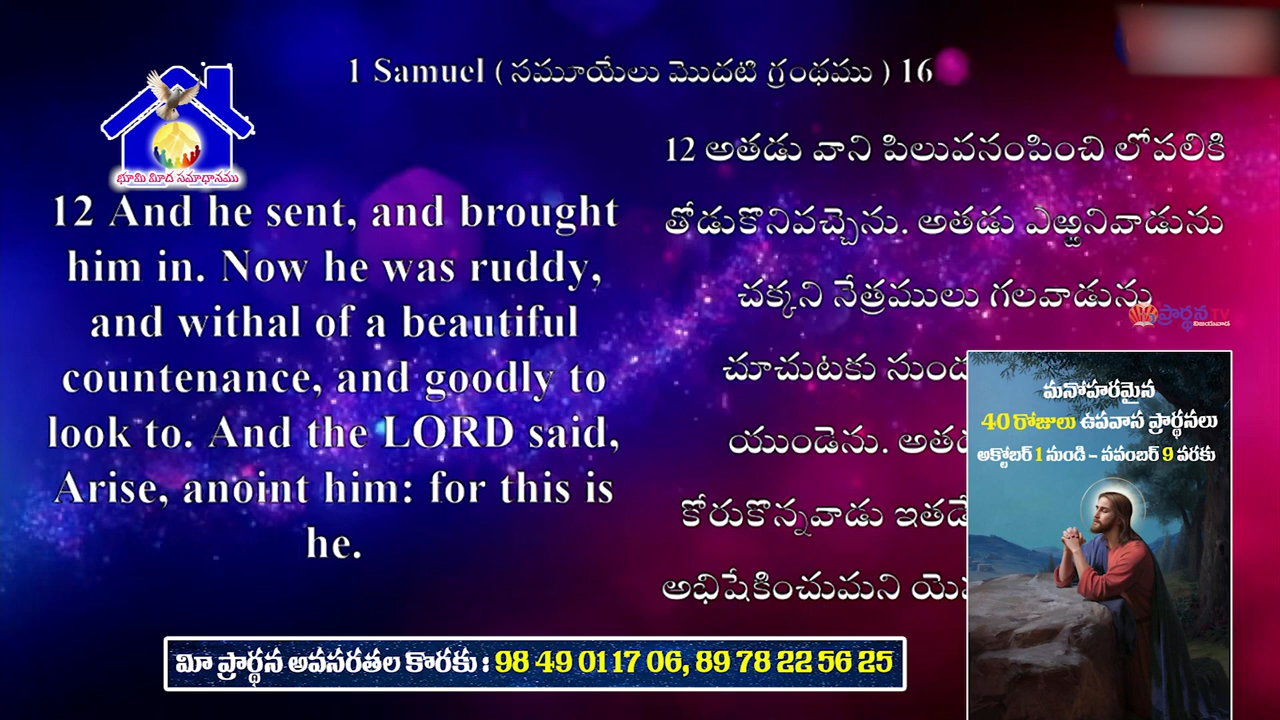 1 Samuel ( సమూయేలు మొదటి గ్రంథము ) 16
భూమి మీద సమాధానము
12 And he sent, and brought
him in. Now he was ruddy,
and withal of a beautiful
countenance, and goodly to
look to. And the LORD said,
Arise, anoint him: for this is
he.
12 అతడు వాని పిలువనంపించి లోపలికి
తోడుకొనివచ్చెను. అతడు ఎఱ్ఱనివాడును
చక్కని నేత్రములు గలవాడును
చూచుటకు
యుండెను.
కోరుకొన్నవాడు
అభిషేకించుమని
ప్రార్థన TV
విజయవాడ
మనోహరమైన
40 రోజులు ఉపవాస ప్రార్థనలు
అక్టోబర్ 1 నుండి – నవంబర్ 9 వరకు
మీ ప్రార్థన అవసరతల కొరకు : 98 49 01 17 06, 89 78 22 56 25